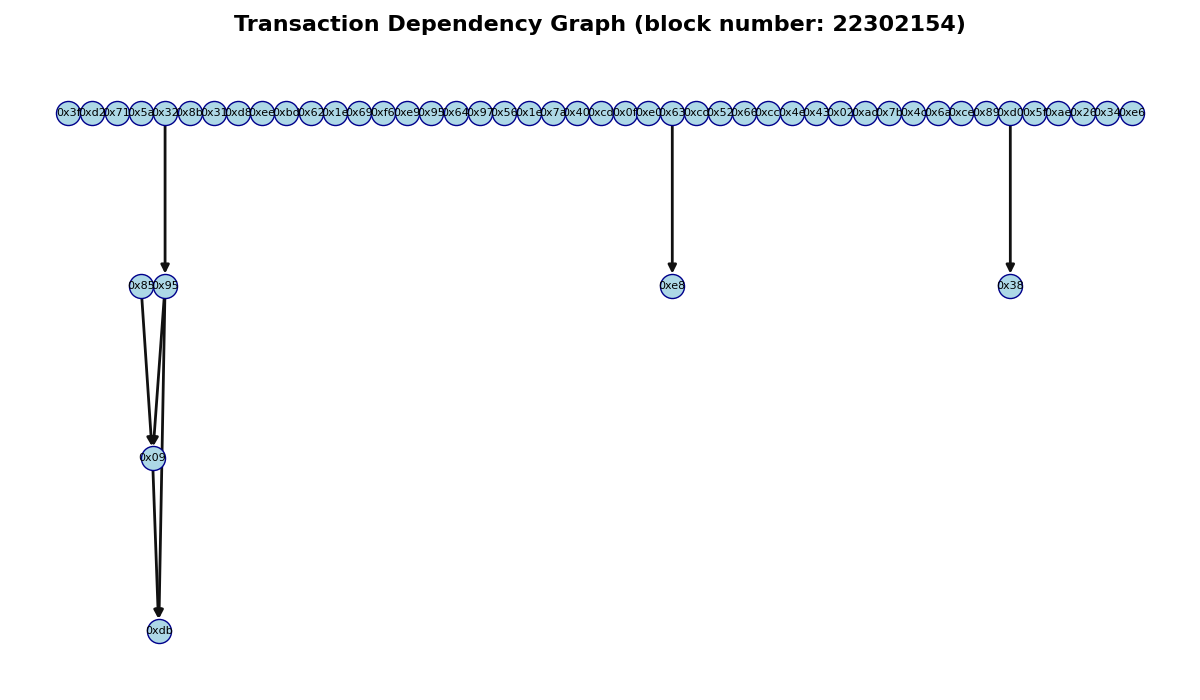 Transaction Dependency Graph (block number: 22302154)
0x3f 0xd2 0x71 0x5a 0x32 0x8b 0x31 0xd8 0xee 0xbd 0x62 0x1e 0x69 0xf6 0xe9 0x95 0x64 0x97 0x56 0x1e 0x7a 0x40 0xcd 0x0f 0xe0 0x63 0xcd 0x52 0x66 0xcc 0x4e 0x43 0x02 0xad 0x7b 0x4d 0x6a 0xce 0x89 0xd0 0x5f 0xae 0x26 0x34 0xe6
0x85 0x95 0xe8 0x38
0x09
0xdb